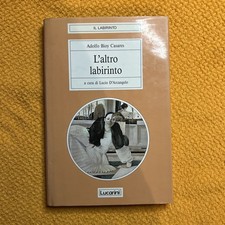 IL LABIRINTO
Adolfo Bioy Casares
L'altro
labirinto
a cura di Lucio D'Arcangelo
Lucarini